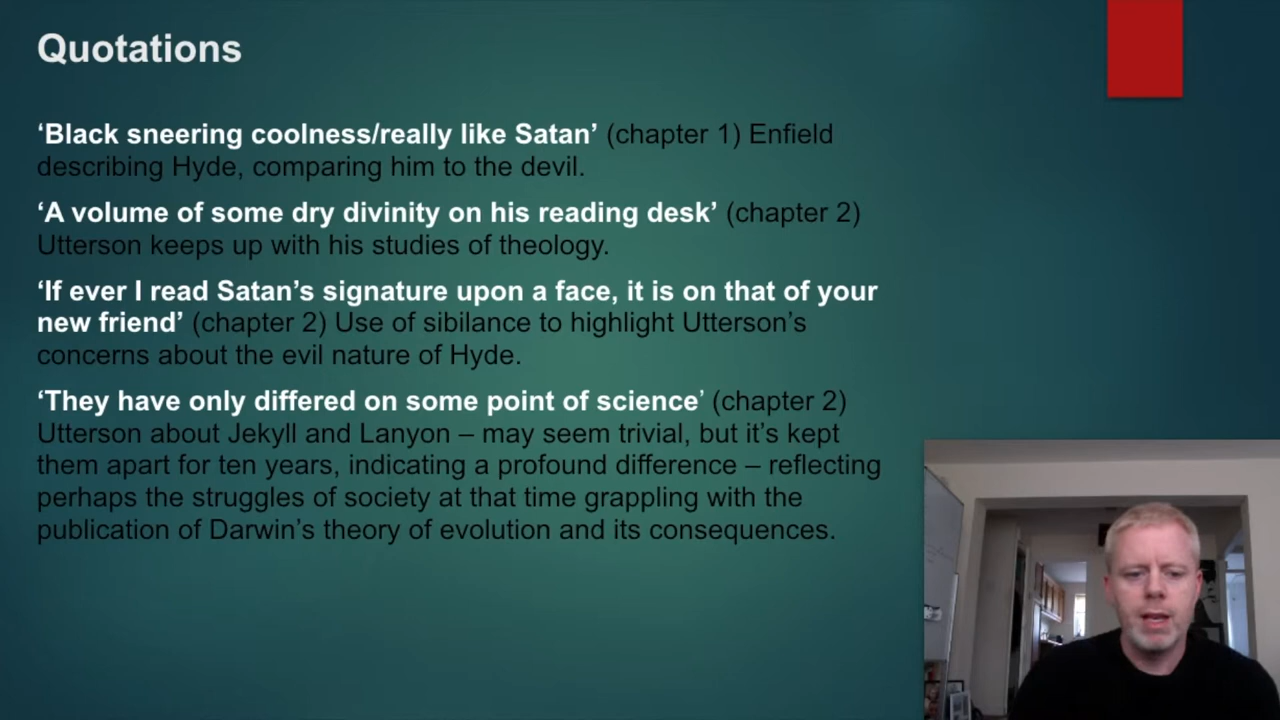 Quotations
‘Black sneering coolness/really like Satan’ (chapter 1) Enfield
describing Hyde, comparing him to the devil.
‘A volume of some dry divinity on his reading desk’ (chapter 2)
Utterson keeps up with his studies of theology.
‘If ever I read Satan’s signature upon a face, it is on that of your
new friend’ (chapter 2) Use of sibilance to highlight Utterson’s
concerns about the evil nature of Hyde.
‘They have only differed on some point of science’ (chapter 2)
Utterson about Jekyll and Lanyon – may seem trivial, but it’s kept
them apart for ten years, indicating a profound difference – reflecting
perhaps the struggles of society at that time grappling with the
publication of Darwin’s theory of evolution and its consequences.